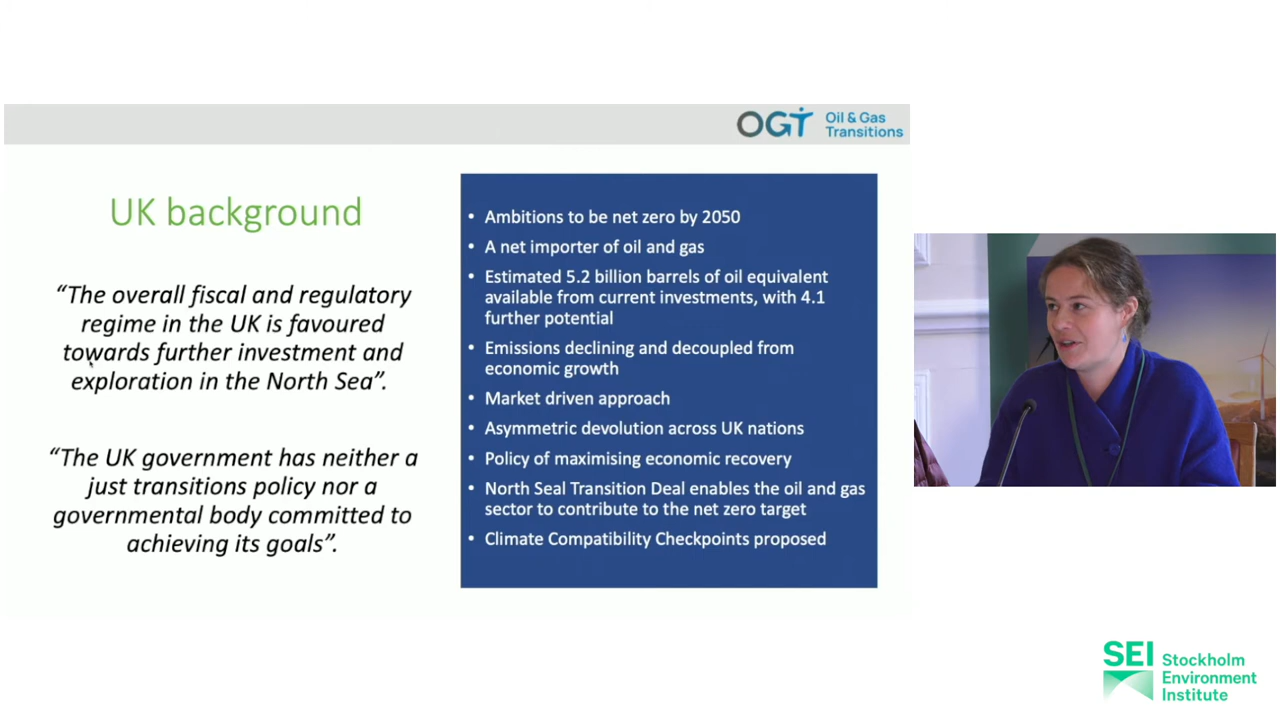 OGT Oil & Gas
Transitions
UK background
“The overall fiscal and regulatory
regime in the UK is favoured
towards further investment and
exploration in the North Sea”.
“The UK government has neither a
just transitions policy nor a
governmental body committed to
achieving its goals”.
• Ambitions to be net zero by 2050
• A net importer of oil and gas
• Estimated 5.2 billion barrels of oil equivalent
available from current investments, with 4.1
further potential
• Emissions declining and decoupled from
economic growth
• Market driven approach
• Asymmetric devolution across UK nations
• Policy of maximising economic recovery
• North Seal Transition Deal enables the oil and gas
sector to contribute to the net zero target
• Climate Compatibility Checkpoints proposed
SEI Stockholm
Environment
Institute